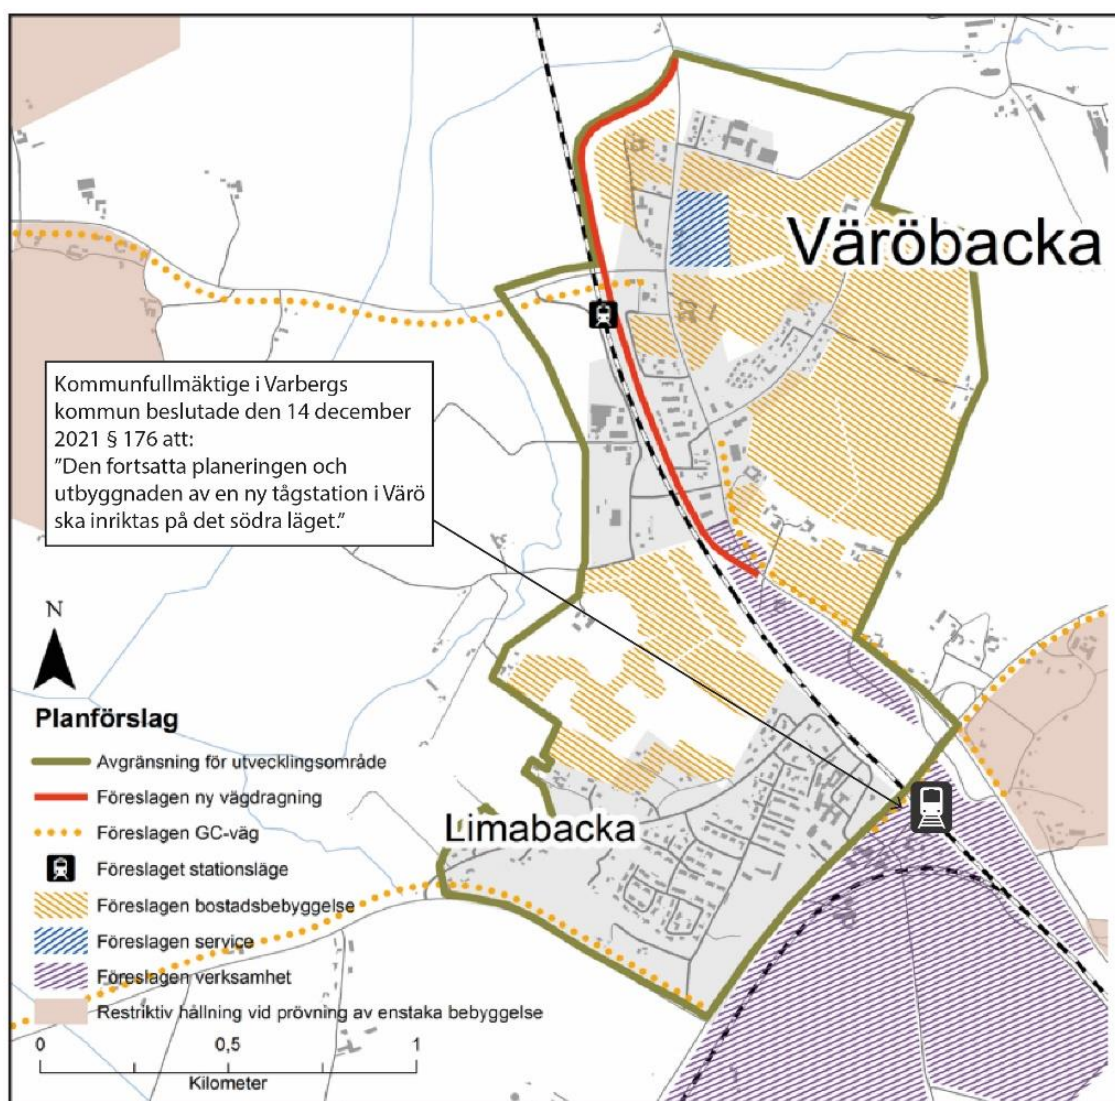 Väröbacka
Kommunfullmäktige i Varbergs
kommun beslutade den 14 december
2021 § 176 att:
”Den fortsatta planeringen och
utbyggnaden av en ny tågstation i Värö
ska inriktas på det södra läget.”
N
Planförslag
Avgränsning för utvecklingsområde
Föreslagen ny vägdragning
Föreslagen GC-väg
Föreslaget stationsläge
Föreslagen bostadsbebyggelse
Föreslagen service
Föreslagen verksamhet
Restriktiv hållning vid prövning av enstaka bebyggelse
0 0,5 1
Kilometer
Limabacka